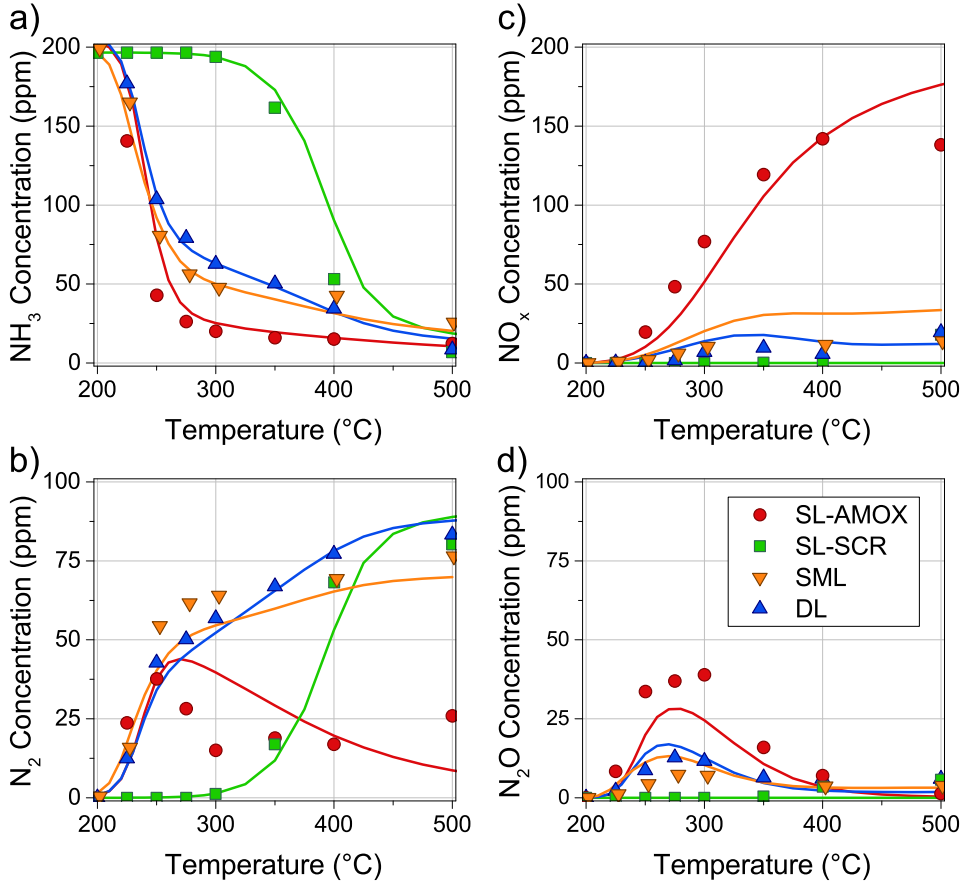 a)
NH3 Concentration (ppm)
200
150
100
50
0
200
300
400
500
Temperature (°C)
c)
NOx Concentration (ppm)
200
150
100
50
0
200
300
400
500
Temperature (°C)
b)
N2 Concentration (ppm)
100
75
50
25
0
200
300
400
500
Temperature (°C)
d)
N2O Concentration (ppm)
100
75
50
25
0
200
300
400
500
Temperature (°C)
SL-AMOX
SL-SCR
SML
DL